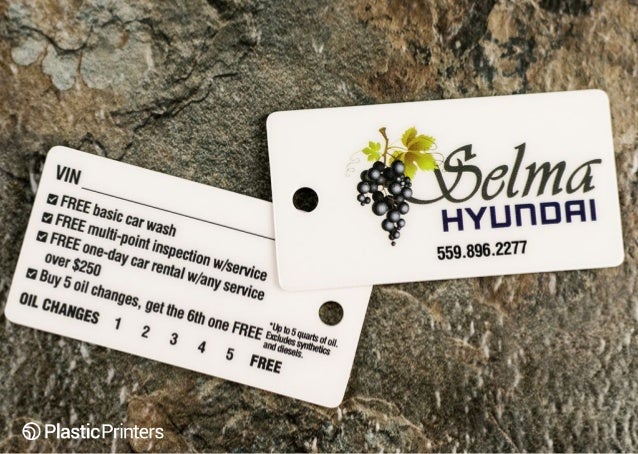 Selma
HYUNDAI
559.896.2277
VIN
FREE basic car wash
FREE multi-point inspection w/service
FREE one-day car rental w/any service
over $250
Buy 5 oil changes, get the 6th one FREE
*Up to 5 quarts of oil.
Excludes synthetics
and diesels.
OIL CHANGES 1 2 3 4 5 FREE
PlasticPrinters